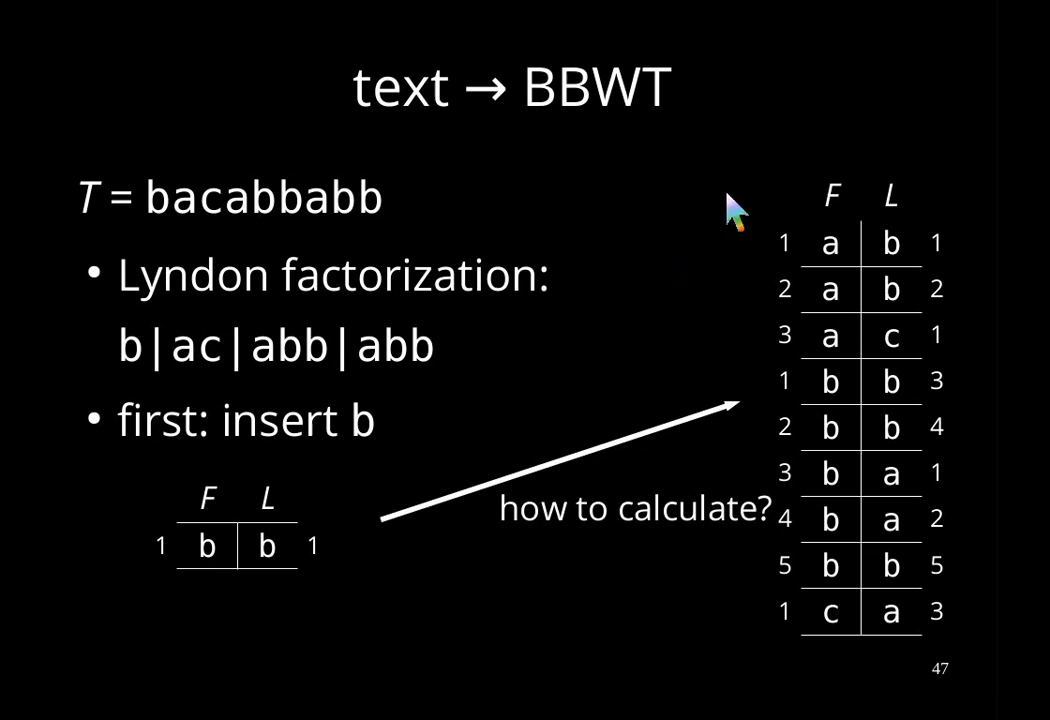 text → BBWT
T = bacabbabb
• Lyndon factorization:
b|ac|abb|abb
• first: insert b
F L
1 b b 1
how to calculate?
F L
1 a b 1
2 a b 2
3 a c 1
1 b b 3
2 b b 4
3 b a 1
4 b a 2
5 b b 5
1 c a 3
47